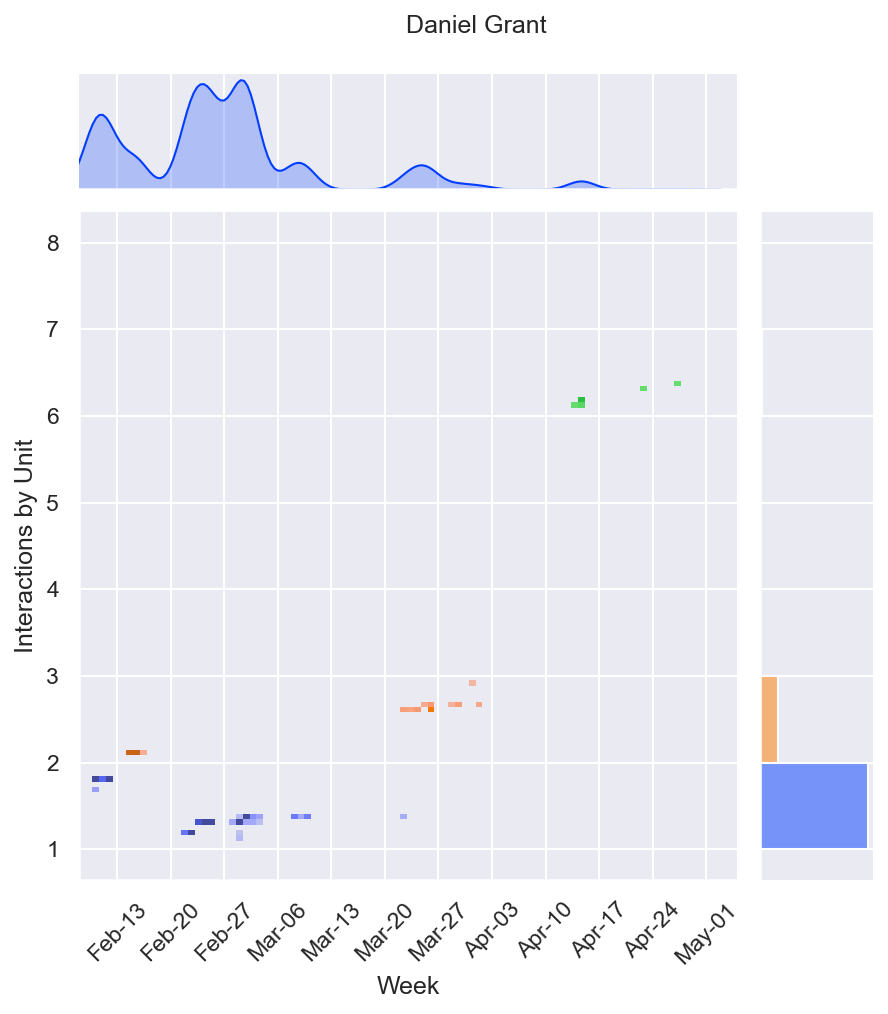 Daniel Grant
8
7
6
5
4
3
2
1
Interactions by Unit
Feb-13
Feb-20
Feb-27
Mar-06
Mar-13
Mar-20
Mar-27
Apr-03
Apr-10
Apr-17
Apr-24
May-01
Week